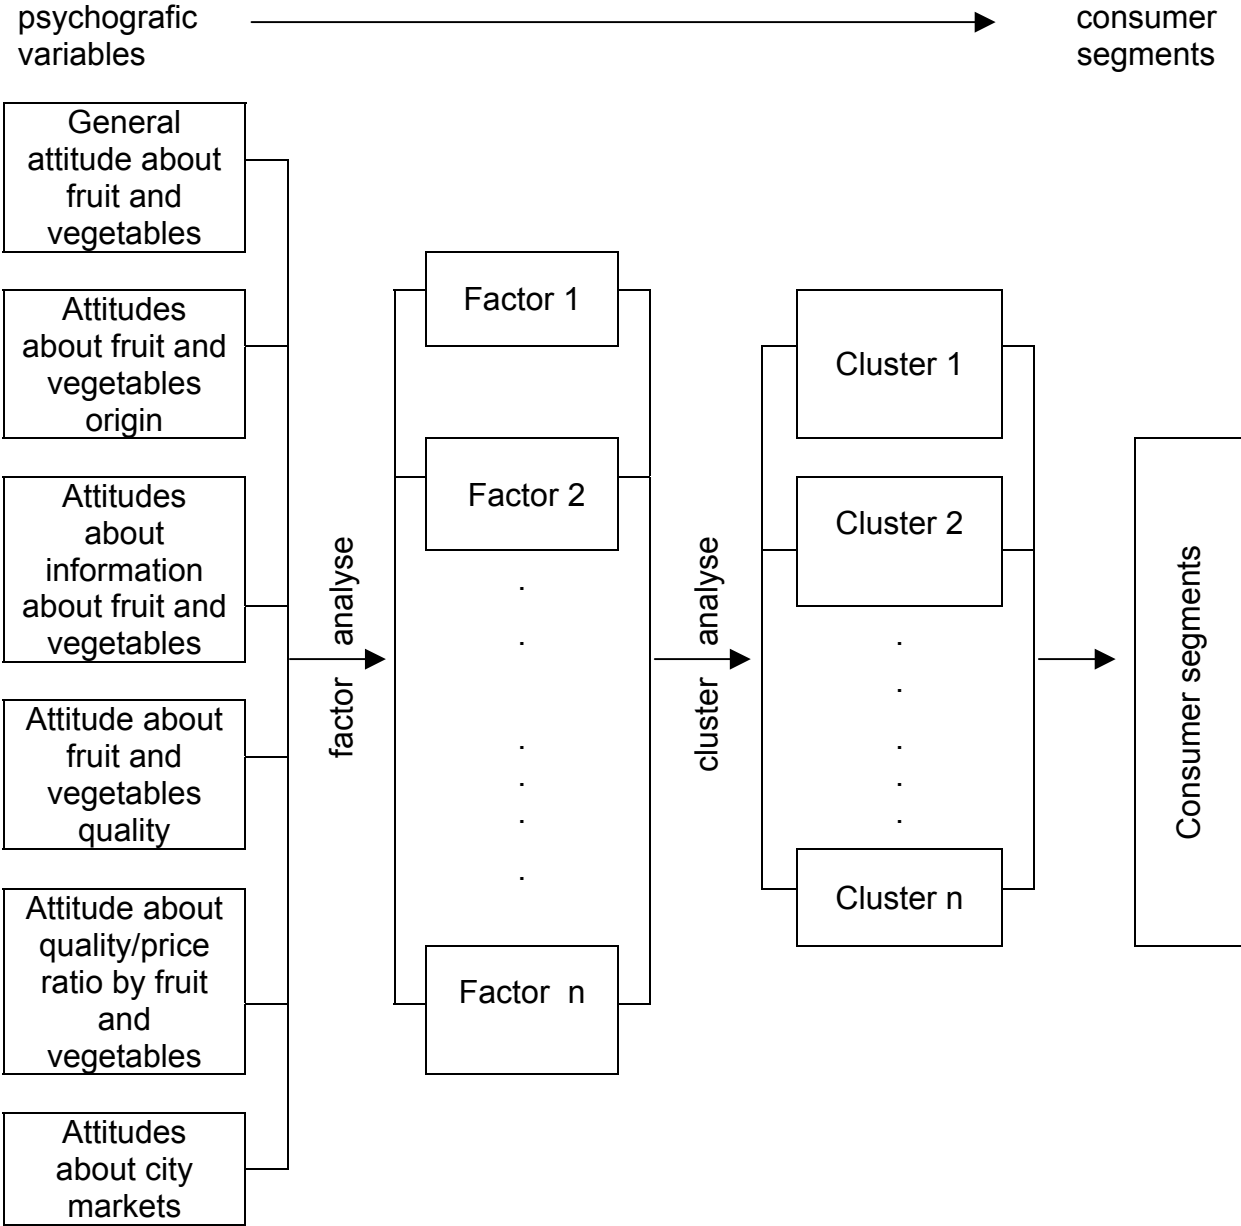 psychografic
variables
consumer
segments
General
attitude about
fruit and
vegetables
Attitudes
about fruit and
vegetables
origin
Attitudes
about
information
about fruit and
vegetables
Attitude about
fruit and
vegetables
quality
Attitude about
quality/price
ratio by fruit
and
vegetables
Attitudes
about city
markets
factor analyse
Factor 1
Factor 2
.
.
.
.
.
.
Factor n
cluster analyse
Cluster 1
Cluster 2
.
.
.
.
.
Cluster n
Consumer segments